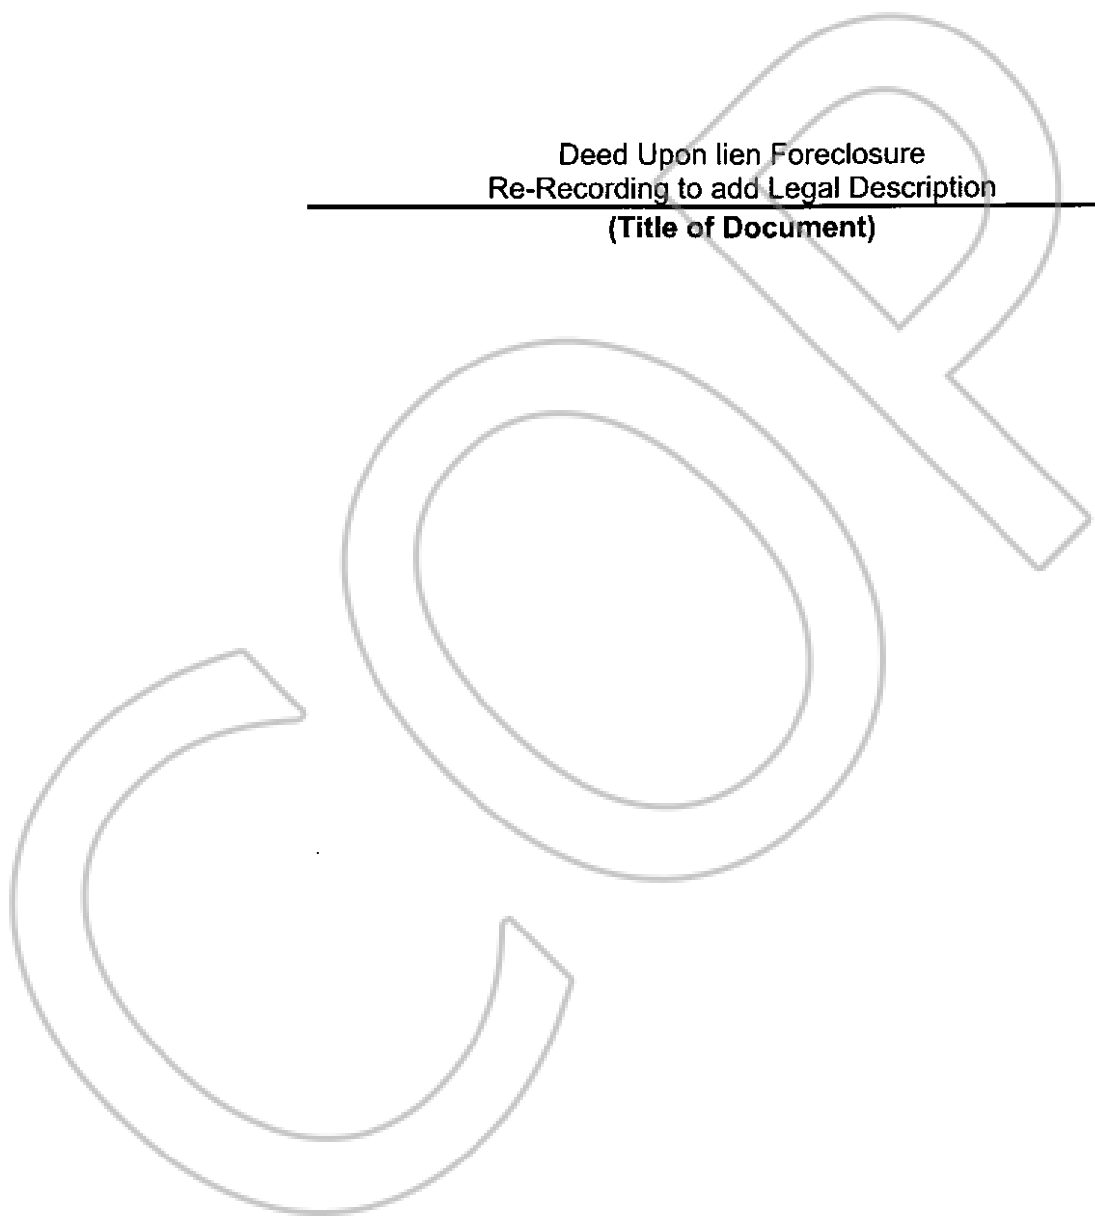 Deed Upon lien Foreclosure
Re-Recording to add Legal Description
(Title of Document)
COP